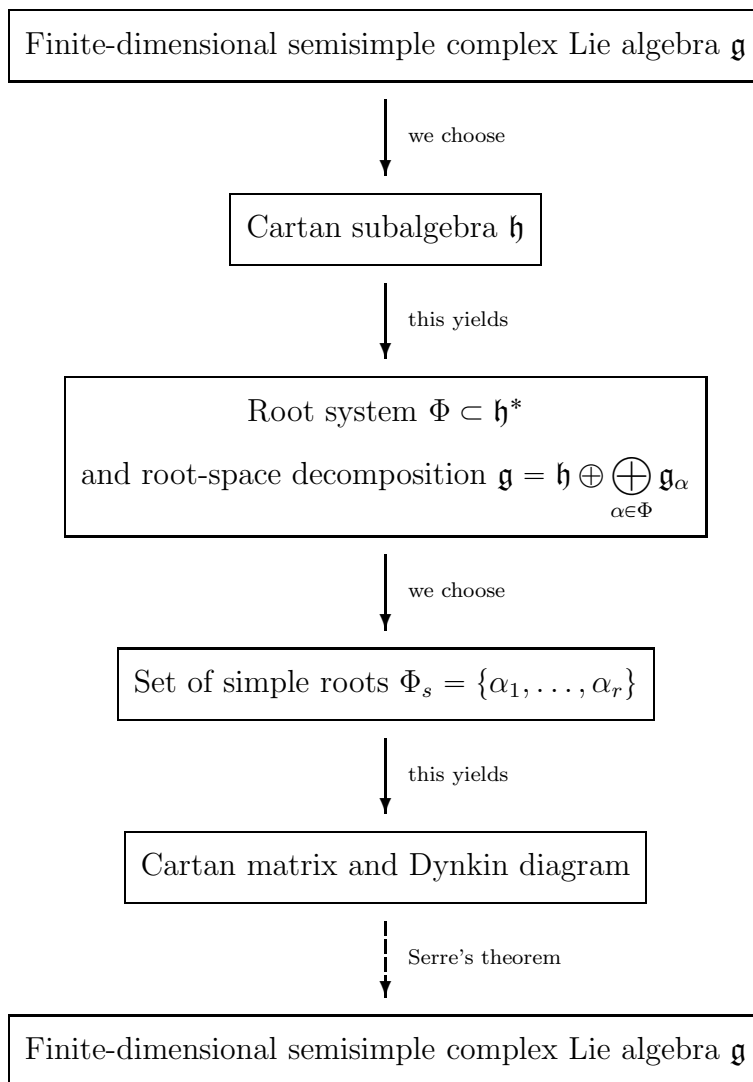 Finite-dimensional semisimple complex Lie algebra 𝔤
we choose
Cartan subalgebra 𝔥
this yields
Root system Φ ⊂ 𝔥*
and root-space decomposition 𝔤 = 𝔥 ⊕ ⨁_{α∈Φ} 𝔤_α
we choose
Set of simple roots Φ_s = {α_1, …, α_r}
this yields
Cartan matrix and Dynkin diagram
Serre's theorem
Finite-dimensional semisimple complex Lie algebra 𝔤